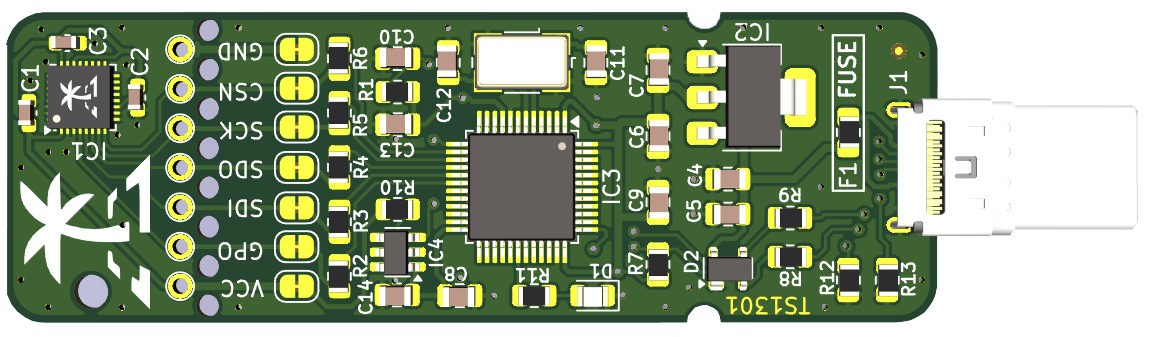 C1
C3
C2
IC1
GND
CSN
SCK
SDO
SDI
GPO
VCC
R6
R5
R4
R3
R2
C10
R1
C13
R10
IC4
C14
C8
C12
C11
IC3
R11
D1
C7
C6
C9
R7
IC2
C4
C5
R9
D2
R8
TS1301
F1 FUSE
J1
R12
R13